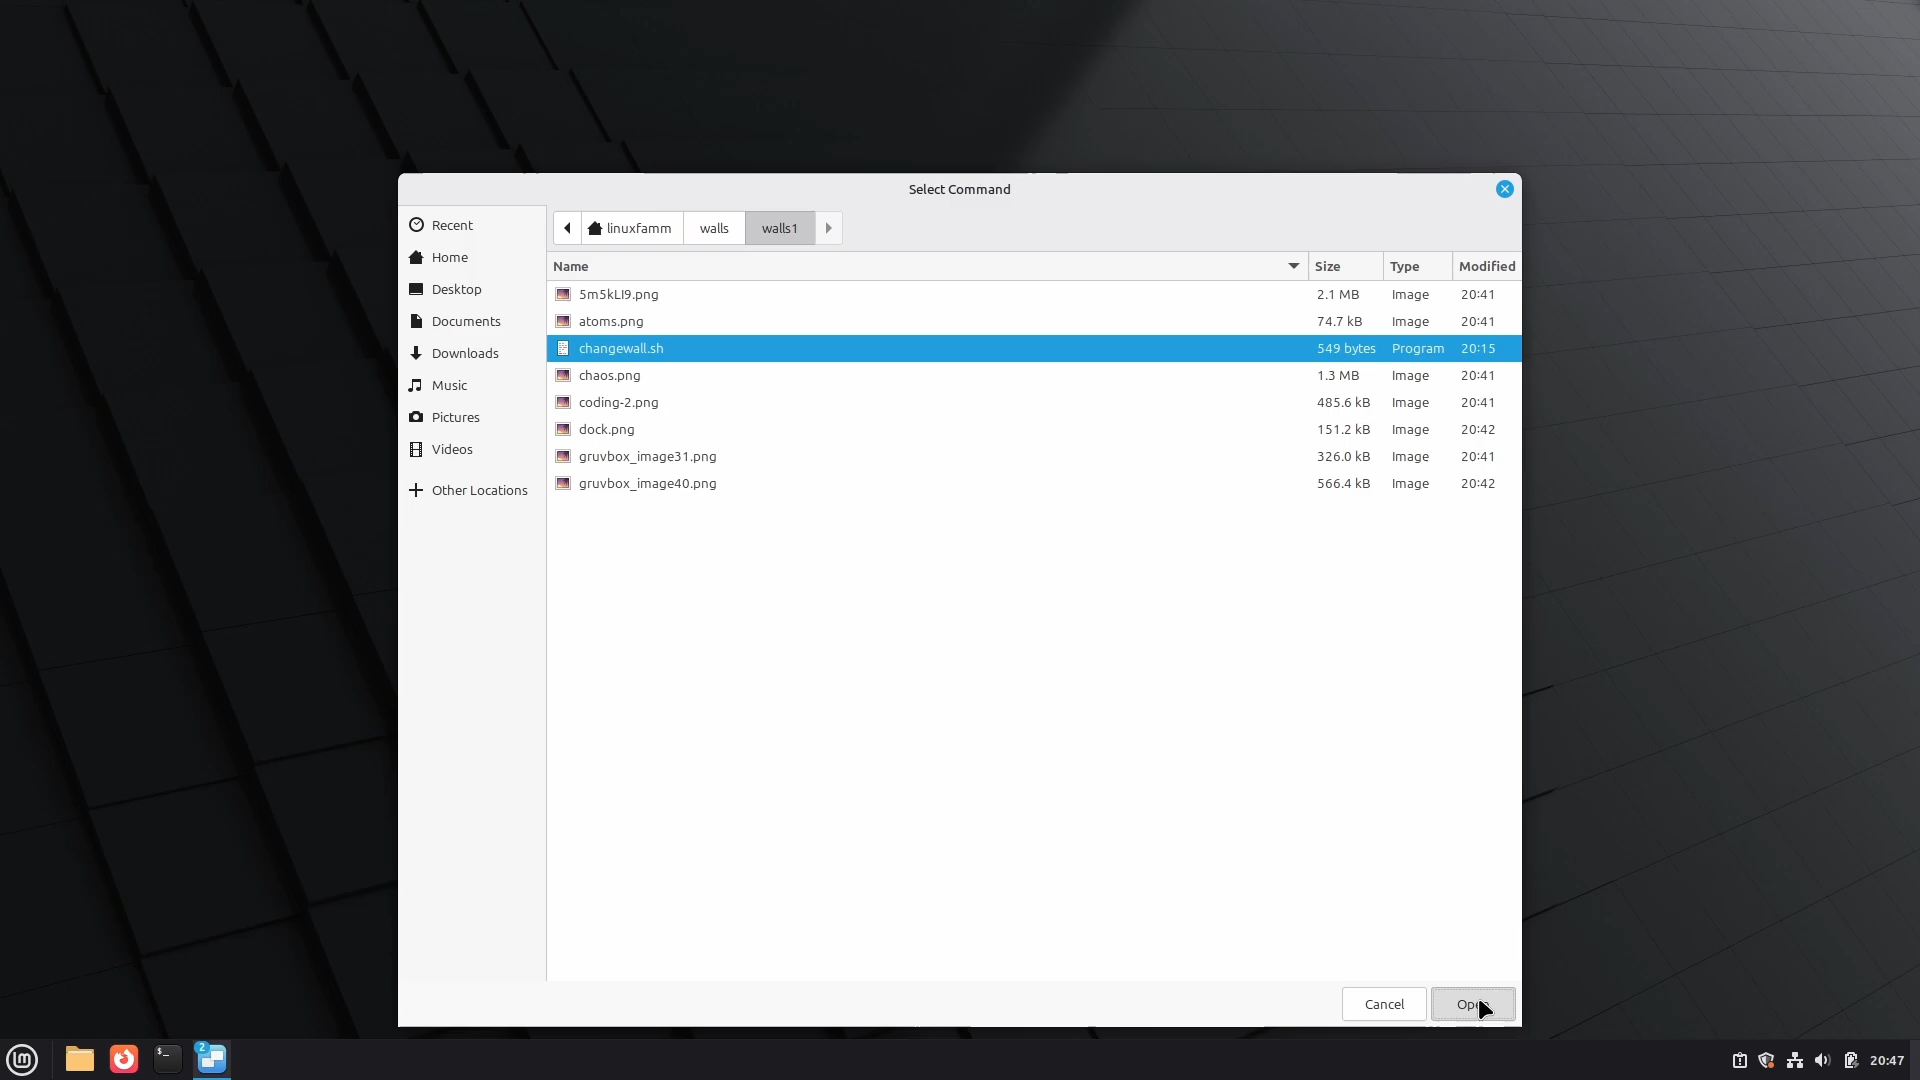 Select Command
Recent
Home
Desktop
Documents
Downloads
Music
Pictures
Videos
Other Locations
linuxfamm walls walls1
Name Size Type Modified
5m5kLI9.png 2.1 MB Image 20:41
atoms.png 74.7 kB Image 20:41
changewall.sh 549 bytes Program 20:15
chaos.png 1.3 MB Image 20:41
coding-2.png 485.6 kB Image 20:41
dock.png 151.2 kB Image 20:42
gruvbox_image31.png 326.0 kB Image 20:41
gruvbox_image40.png 566.4 kB Image 20:42
Cancel Open
$_ 2 20:47